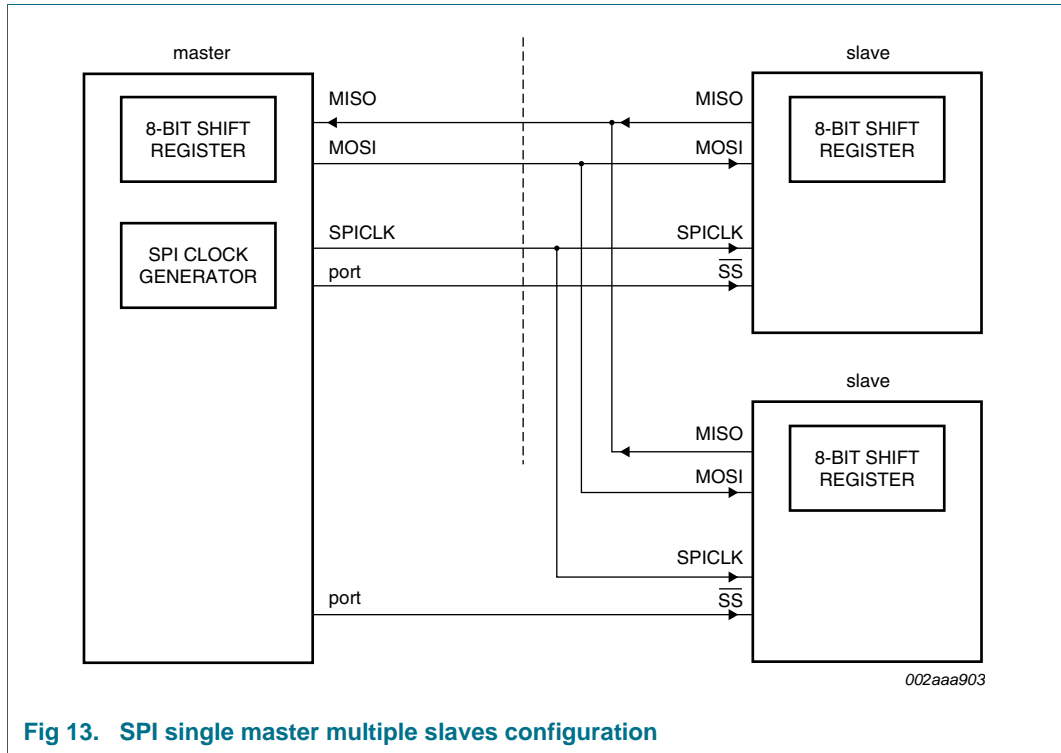 master
slave
MISO
MISO
8-BIT SHIFT
REGISTER
8-BIT SHIFT
REGISTER
MOSI
MOSI
SPICLK
SPICLK
SPI CLOCK
GENERATOR
port
S̅S̅
slave
MISO
8-BIT SHIFT
REGISTER
MOSI
SPICLK
port
S̅S̅
002aaa903
Fig 13. SPI single master multiple slaves configuration